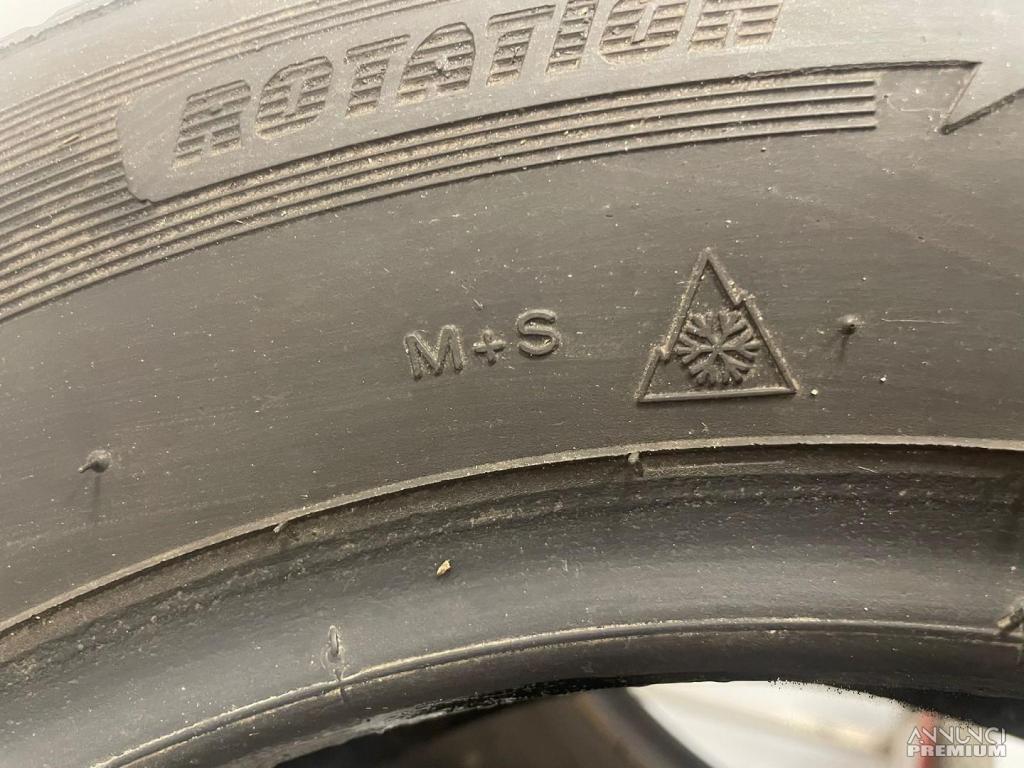 ROTATION
M+S
ANNUNCI
PREMIUM